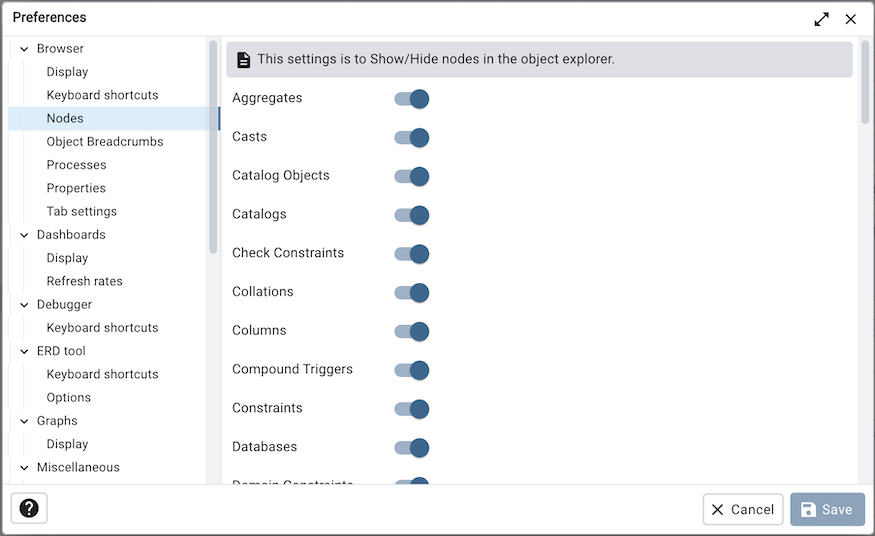 Preferences
Browser
Display
Keyboard shortcuts
Nodes
Object Breadcrumbs
Processes
Properties
Tab settings
Dashboards
Display
Refresh rates
Debugger
Keyboard shortcuts
ERD tool
Keyboard shortcuts
Options
Graphs
Display
Miscellaneous
This settings is to Show/Hide nodes in the object explorer.
Aggregates
Casts
Catalog Objects
Catalogs
Check Constraints
Collations
Columns
Compound Triggers
Constraints
Databases
Domain Constraints
Cancel
Save